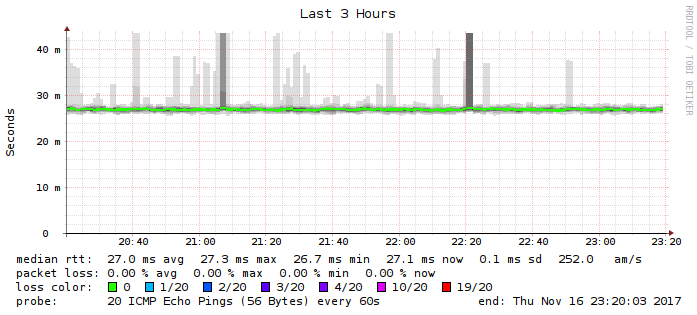 Last 3 Hours
RRDTOOL / TOBI OETIKER
Seconds
40 m
30 m
20 m
10 m
0
20:40 21:00 21:20 21:40 22:00 22:20 22:40 23:00 23:20
median rtt: 27.0 ms avg 27.3 ms max 26.7 ms min 27.1 ms now 0.1 ms sd 252.0 am/s
packet loss: 0.00 % avg 0.00 % max 0.00 % min 0.00 % now
loss color: 0 1/20 2/20 3/20 4/20 10/20 19/20
probe: 20 ICMP Echo Pings (56 Bytes) every 60s end: Thu Nov 16 23:20:03 2017